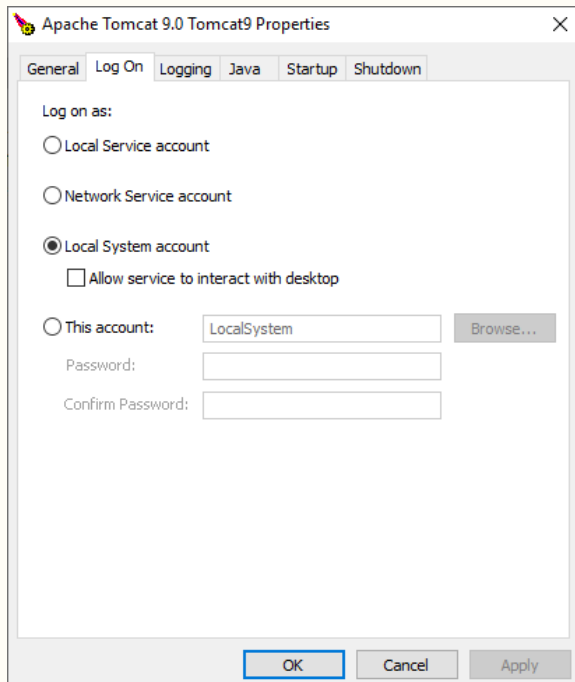 Apache Tomcat 9.0 Tomcat9 Properties
General Log On Logging Java Startup Shutdown
Log on as:
Local Service account
Network Service account
Local System account
Allow service to interact with desktop
This account: LocalSystem Browse...
Password:
Confirm Password:
OK Cancel Apply